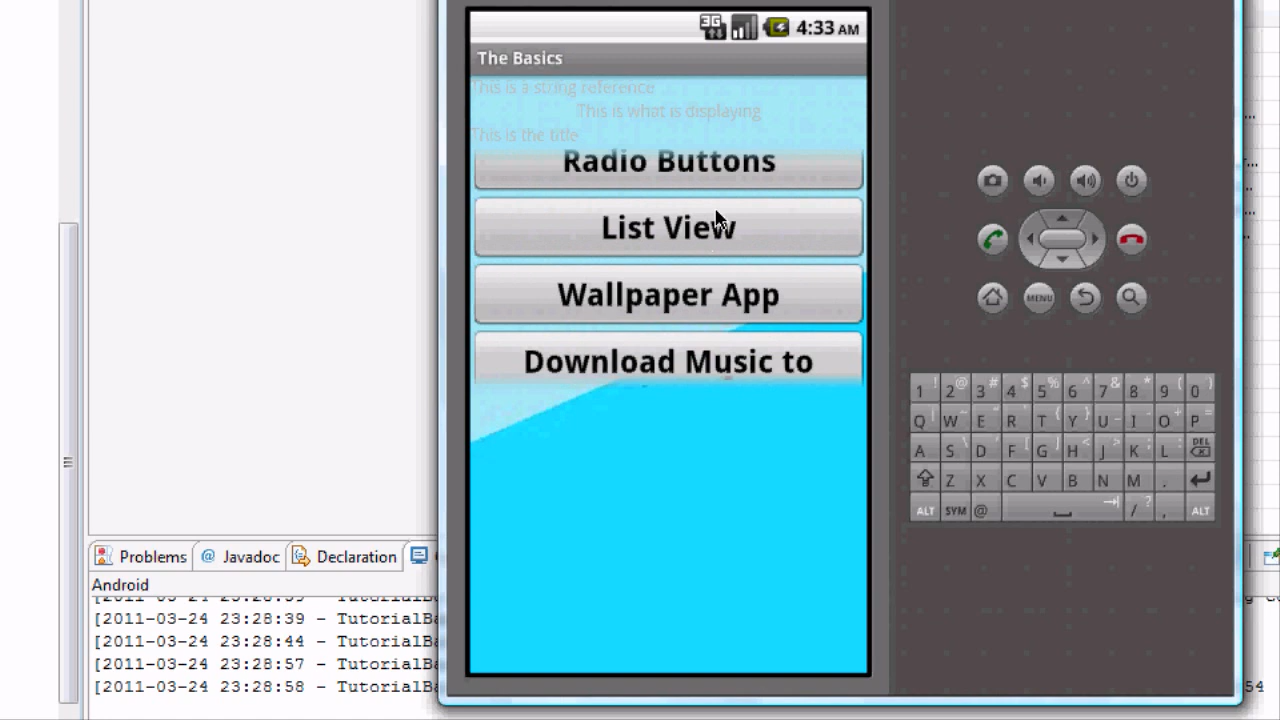 3G 4:33 AM
The Basics
This is a string reference
This is what is displaying
This is the title
Radio Buttons
List View
Wallpaper App
Download Music to
MENU
1 ! 2 @ 3 # 4 $ 5 % 6 ^ 7 & 8 * 9 ( 0 )
Q | W ~ E " R ` T { Y } U _ I - O + P =
A S \ D ' F [ G ] H < J > K ; L : DEL
Z X C V B N M .
ALT SYM @ / ? , ALT
Problems @ Javadoc Declaration
Android
[2011-03-24 23:28:39 - TutorialBa
[2011-03-24 23:28:44 - TutorialBa
[2011-03-24 23:28:57 - TutorialBa
[2011-03-24 23:28:58 - TutorialBa 54